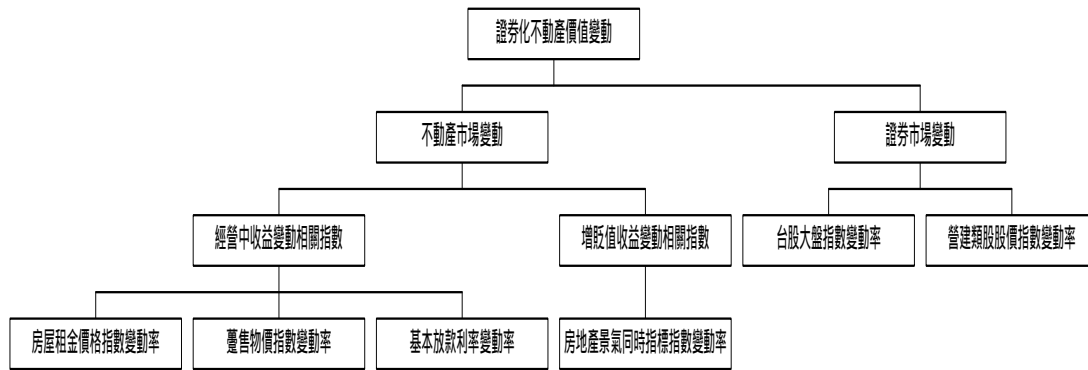 證券化不動產價值變動
不動產市場變動
證券市場變動
經營中收益變動相關指數
增貶值收益變動相關指數
台股大盤指數變動率
營建類股股價指數變動率
房屋租金價格指數變動率
躉售物價指數變動率
基本放款利率變動率
房地產景氣同時指標指數變動率